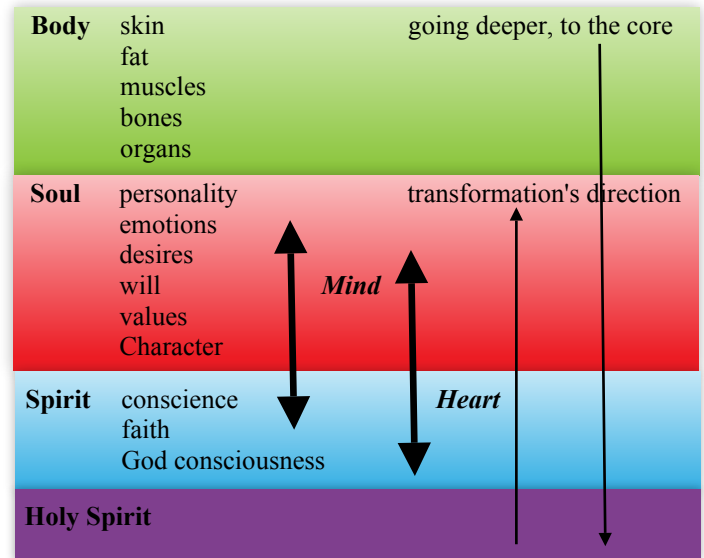 Body skin going deeper, to the core
fat
muscles
bones
organs
Soul personality transformation's direction
emotions
desires
will Mind
values
Character
Spirit conscience Heart
faith
God consciousness
Holy Spirit